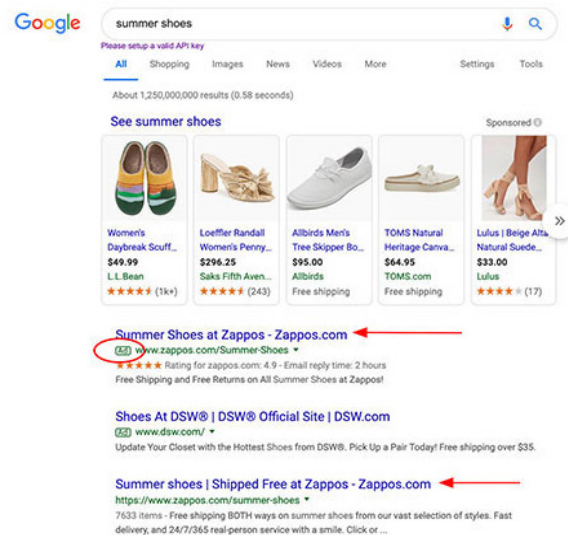 Google
summer shoes
Please setup a valid API key
All Shopping Images News Videos More Settings Tools
About 1,250,000,000 results (0.58 seconds)
See summer shoes
Sponsored
Women's
Daybreak Scuff...
$49.99
L.L.Bean
(1k+)
Loeffler Randall
Women's Penny...
$296.25
Saks Fifth Aven...
(243)
Allbirds Men's
Tree Skipper Bo...
$95.00
Allbirds
Free shipping
TOMS Natural
Heritage Canva...
$64.95
TOMS.com
Free shipping
Lulus | Beige Alta
Natural Suede...
$33.00
Lulus
(17)
Summer Shoes at Zappos - Zappos.com
Ad www.zappos.com/Summer-Shoes
Rating for zappos.com: 4.9 - Email reply time: 2 hours
Free Shipping and Free Returns on All Summer Shoes at Zappos!
Shoes At DSW® | DSW® Official Site | DSW.com
Ad www.dsw.com/
Update Your Closet with the Hottest Shoes from DSW®. Pick Up a Pair Today! Free shipping over $35.
Summer shoes | Shipped Free at Zappos - Zappos.com
https://www.zappos.com/summer-shoes
7633 items - Free shipping BOTH ways on summer shoes from our vast selection of styles. Fast
delivery, and 24/7/365 real-person service with a smile. Click or ...